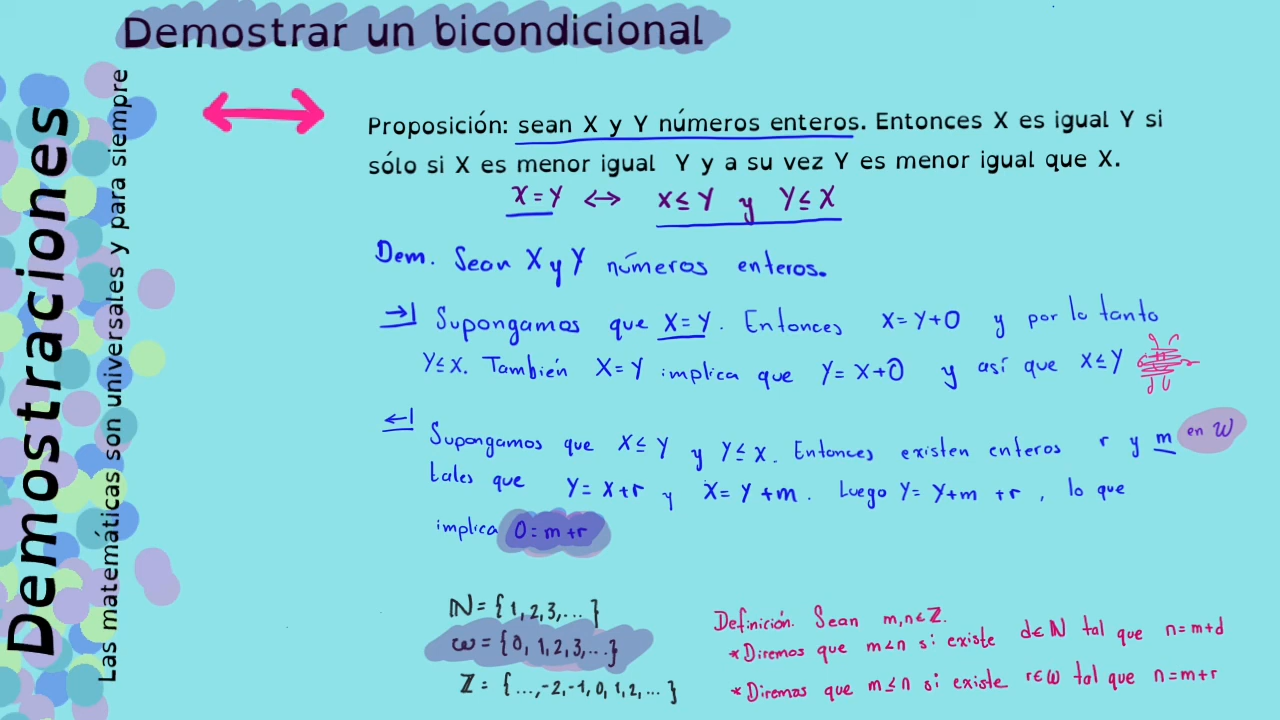 Demostrar un bicondicional
Demostraciones
Las matemáticas son universales y para siempre
Proposición: sean X y Y números enteros. Entonces X es igual Y si
sólo si X es menor igual Y y a su vez Y es menor igual que X.
X=Y ↔ X≤Y y Y≤X
Dem. Sean X y Y números enteros.
→| Supongamos que X=Y. Entonces X=Y+0 y por lo tanto
Y≤X. También X=Y implica que Y=X+0 y así que X≤Y
←| Supongamos que X≤Y y Y≤X. Entonces existen enteros r y m en ω
tales que Y=X+r y X=Y+m. Luego Y=Y+m+r, lo que
implica 0=m+r
ℕ={1,2,3,...}
ω={0,1,2,3,...}
ℤ={...,-2,-1,0,1,2,...}
Definición. Sean m,n∈ℤ.
*Diremos que m<n si existe d∈ℕ tal que n=m+d
*Diremos que m≤n si existe r∈ω tal que n=m+r